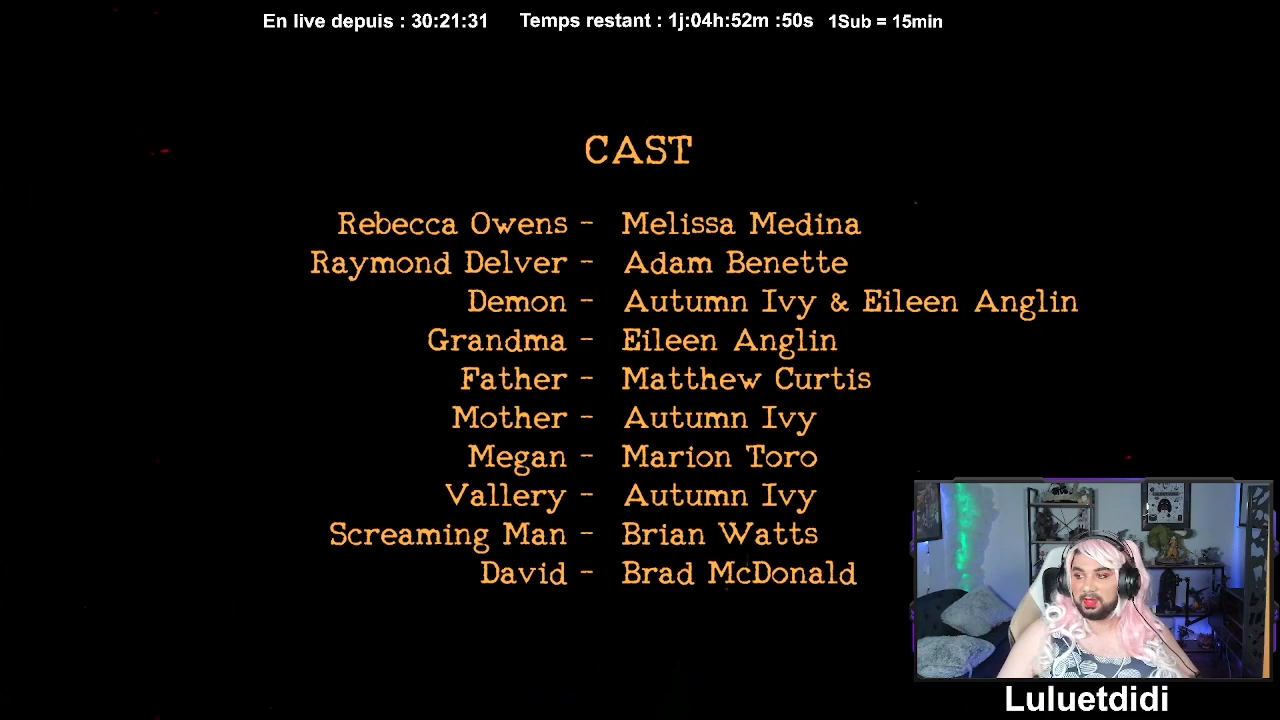 En live depuis : 30:21:31 Temps restant : 1j:04h:52m :50s 1Sub = 15min
CAST
Rebecca Owens - Melissa Medina
Raymond Delver - Adam Benette
Demon - Autumn Ivy & Eileen Anglin
Grandma - Eileen Anglin
Father - Matthew Curtis
Mother - Autumn Ivy
Megan - Marion Toro
Vallery - Autumn Ivy
Screaming Man - Brian Watts
David - Brad McDonald
Luluetdidi